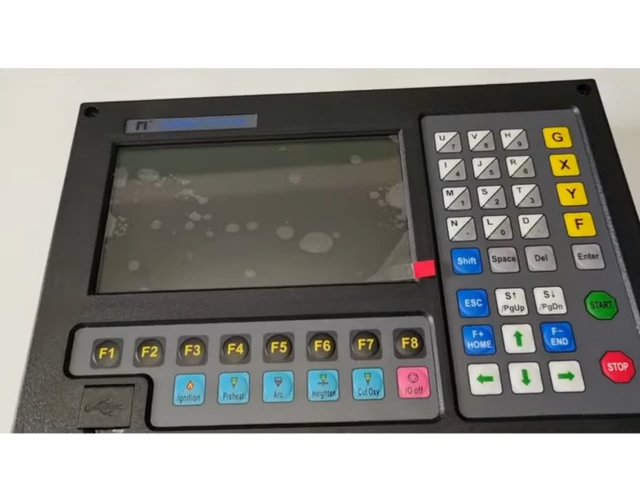 U 7 V 8 H 9 G
I 4 J 5 R 6 X
M 1 S 2 T 3 Y
N - L 0 D . F
Shift Space Del Enter
ESC S↑ /PgUp S↓ /PgDn START
F+ HOME ↑ F- END
← ↓ → STOP
F1 F2 F3 F4 F5 F6 F7 F8
Ignition Preheat Arc Heighten Cut Oxy IO off